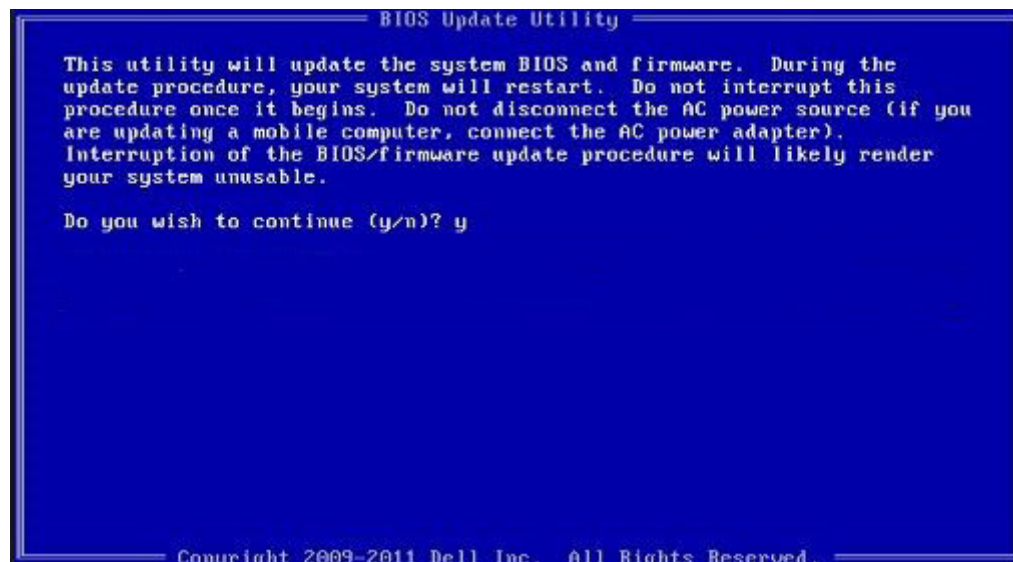 BIOS Update Utility
This utility will update the system BIOS and firmware. During the
update procedure, your system will restart. Do not interrupt this
procedure once it begins. Do not disconnect the AC power source (if you
are updating a mobile computer, connect the AC power adapter).
Interruption of the BIOS/firmware update procedure will likely render
your system unusable.
Do you wish to continue (y/n)? y
Copyright 2009-2011 Dell Inc. All Rights Reserved.